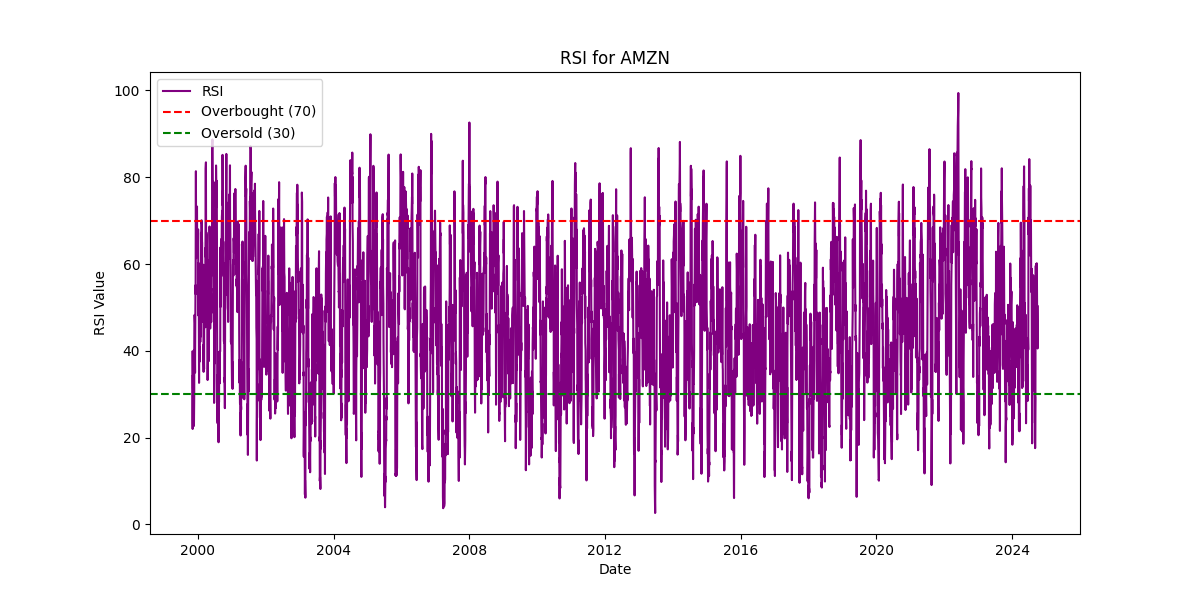 RSI for AMZN
RSI
Overbought (70)
Oversold (30)
100
80
60
40
20
0
RSI Value
2000 2004 2008 2012 2016 2020 2024
Date